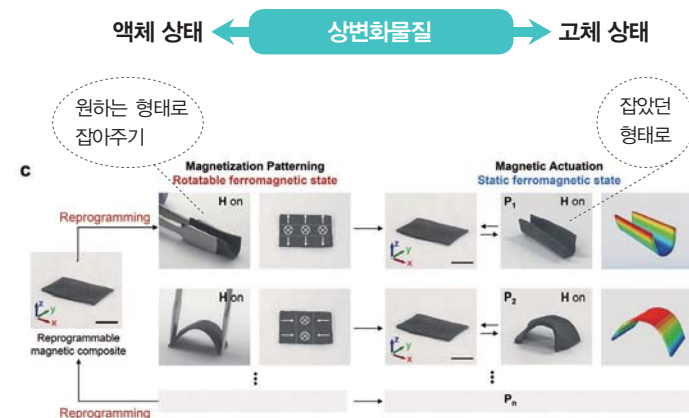 액체 상태
상변화물질
고체 상태
원하는 형태로
잡아주기
잡았던
형태로
c
Magnetization Patterning
Rotatable ferromagnetic state
Magnetic Actuation
Static ferromagnetic state
Reprogramming
H on
P1
H on
z
y
x
z
y
x
Reprogrammable
magnetic composite
H on
P2
H on
z
y
x
Pn
Reprogramming